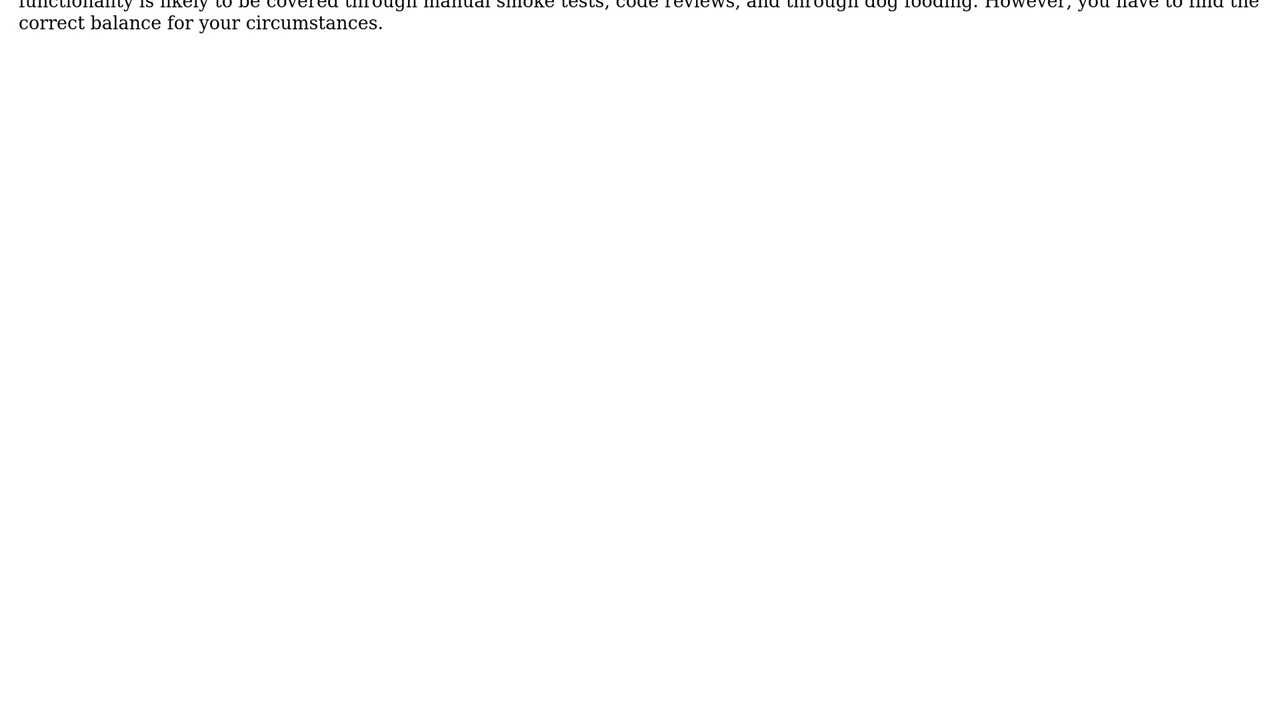 functionality is likely to be covered through manual smoke tests, code reviews, and through dog fooding. However, you have to find the
correct balance for your circumstances.